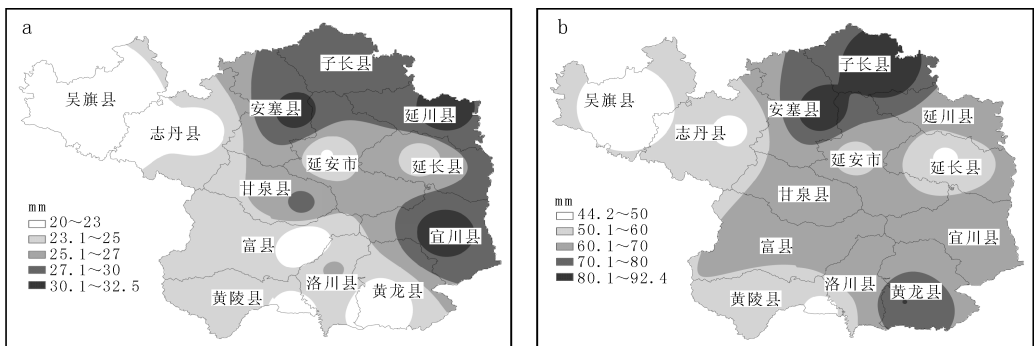 a
子长县
吴旗县
安塞县
延川县
志丹县
延安市
延长县
甘泉县
宜川县
富县
洛川县
黄陵县
黄龙县
mm
20～23
23.1～25
25.1～27
27.1～30
30.1～32.5
b
子长县
吴旗县
安塞县
延川县
志丹县
延安市
延长县
甘泉县
宜川县
富县
洛川县
黄陵县
黄龙县
mm
44.2～50
50.1～60
60.1～70
70.1～80
80.1～92.4